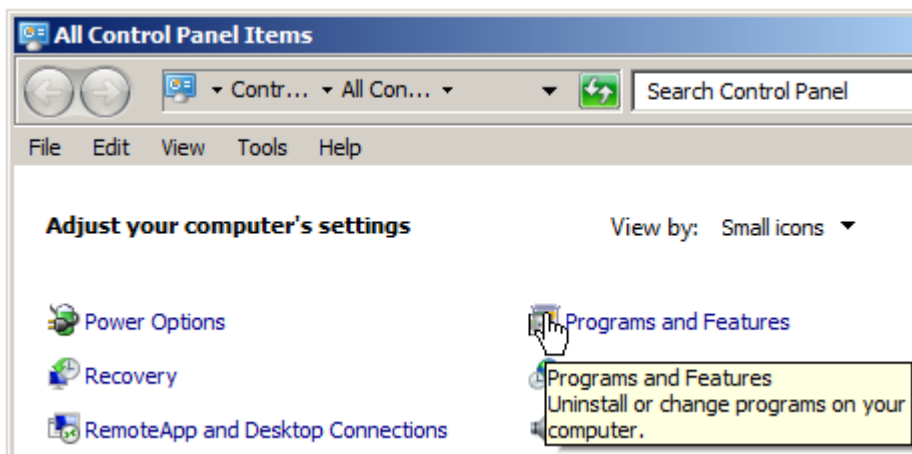 All Control Panel Items
Contr... All Con... Search Control Panel
File Edit View Tools Help
Adjust your computer's settings View by: Small icons
Power Options Programs and Features
Recovery
Programs and Features
Uninstall or change programs on your
computer.
RemoteApp and Desktop Connections